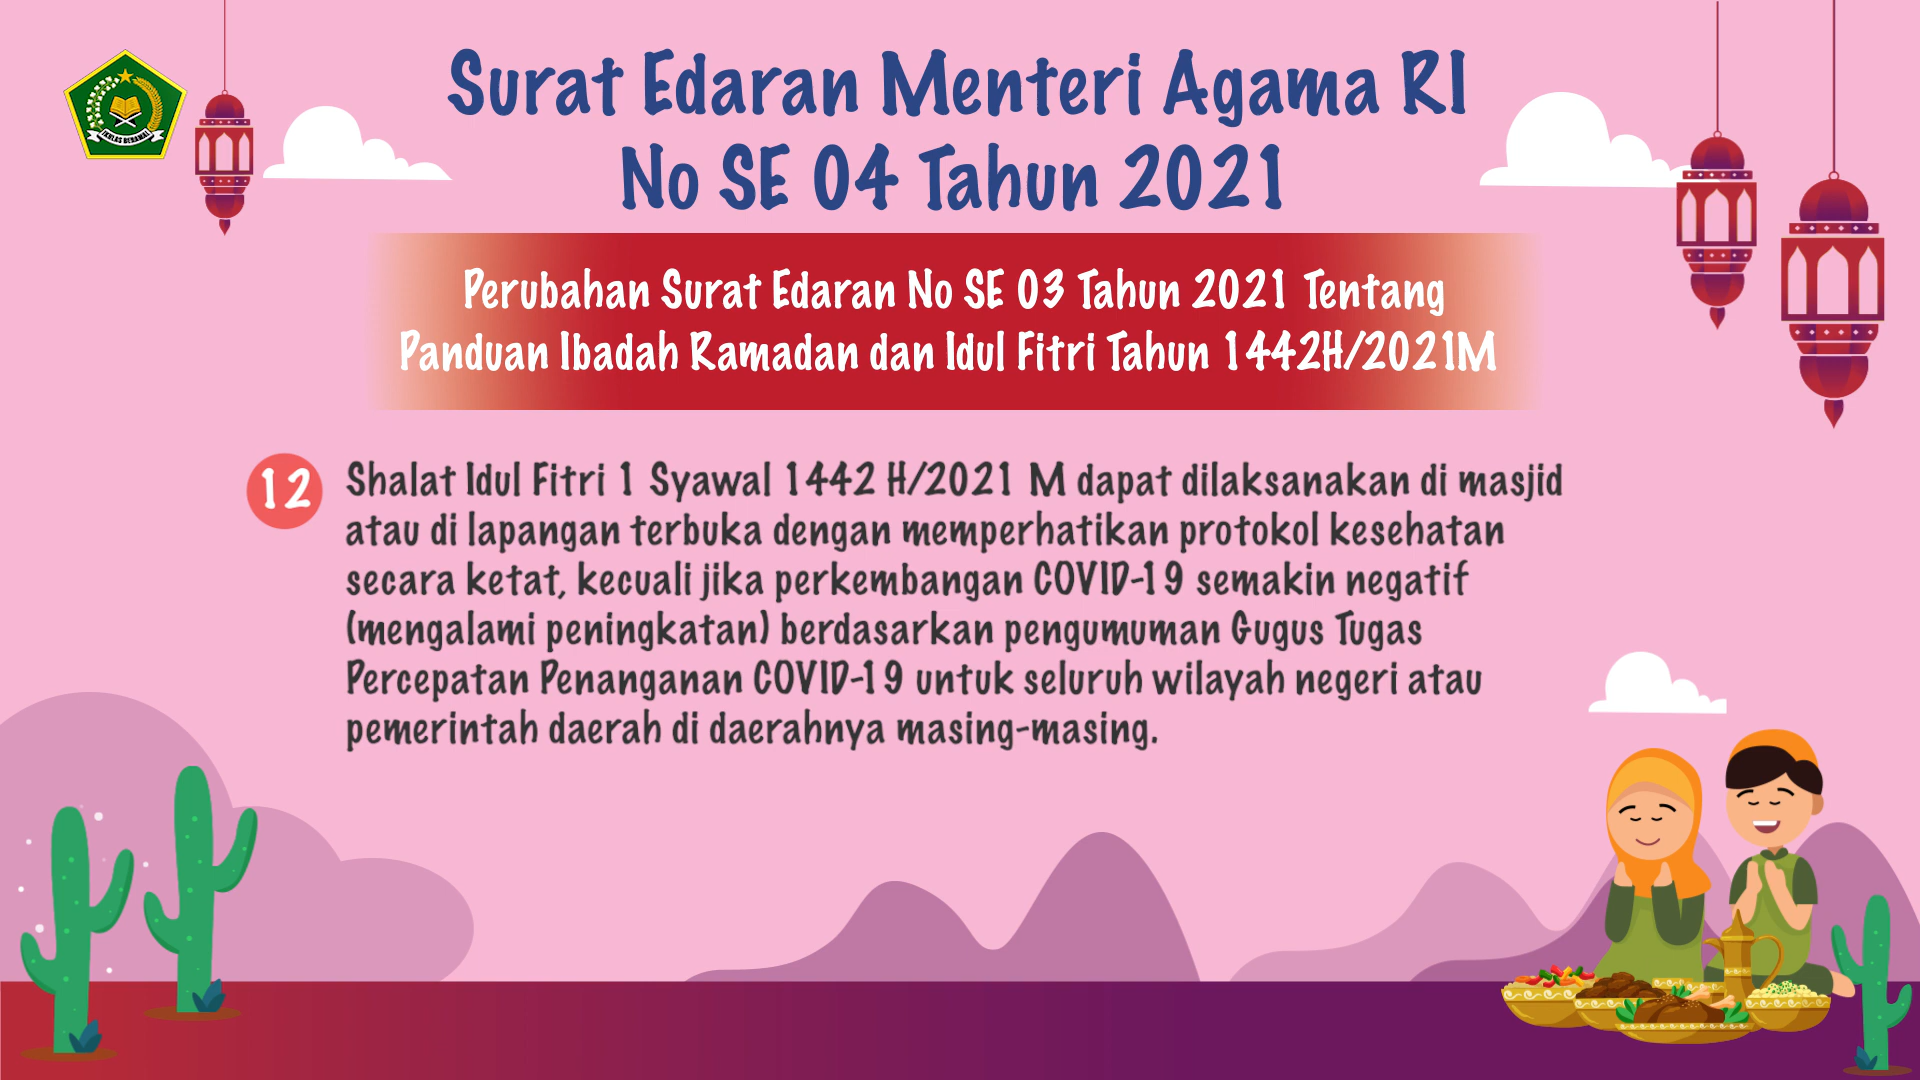 IKHLAS BERAMAL
Surat Edaran Menteri Agama RI
No SE 04 Tahun 2021
Perubahan Surat Edaran No SE 03 Tahun 2021 Tentang
Panduan Ibadah Ramadan dan Idul Fitri Tahun 1442H/2021M
12 Shalat Idul Fitri 1 Syawal 1442 H/2021 M dapat dilaksanakan di masjid
atau di lapangan terbuka dengan memperhatikan protokol kesehatan
secara ketat, kecuali jika perkembangan COVID-19 semakin negatif
(mengalami peningkatan) berdasarkan pengumuman Gugus Tugas
Percepatan Penanganan COVID-19 untuk seluruh wilayah negeri atau
pemerintah daerah di daerahnya masing-masing.